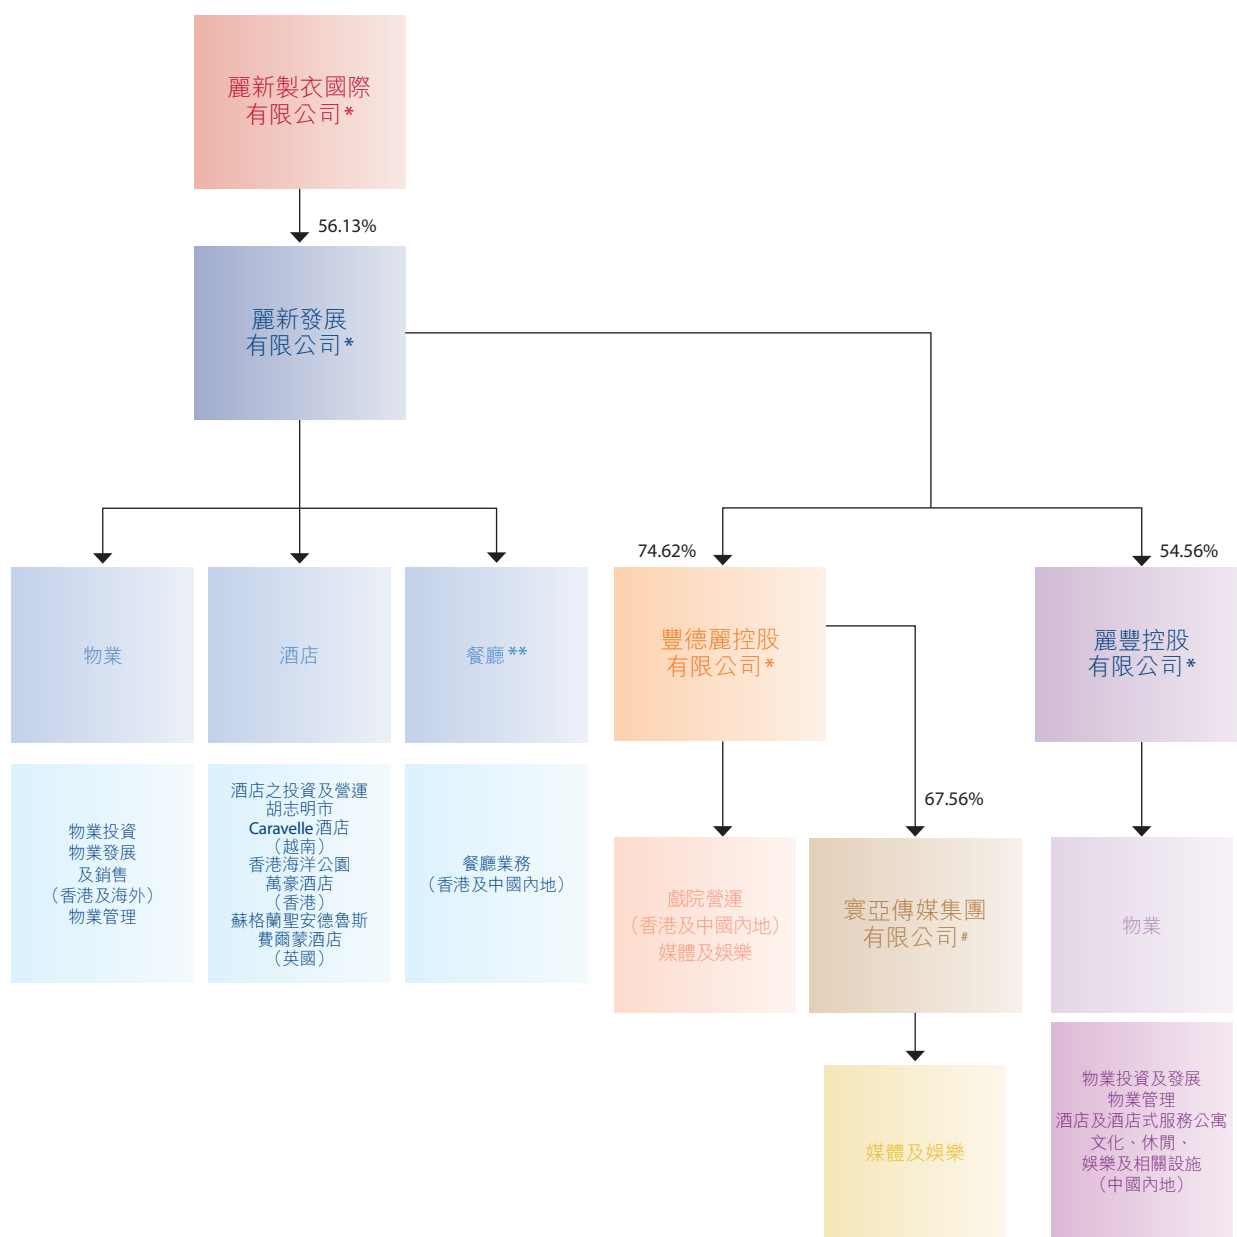 麗新製衣國際
有限公司*
56.13%
麗新發展
有限公司*
74.62%
54.56%
物業
酒店
餐廳**
豐德麗控股
有限公司*
麗豐控股
有限公司*
67.56%
物業投資
物業發展
及銷售
（香港及海外）
物業管理
酒店之投資及營運
胡志明市
Caravelle酒店
（越南）
香港海洋公園
萬豪酒店
（香港）
蘇格蘭聖安德魯斯
費爾蒙酒店
（英國）
餐廳業務
（香港及中國內地）
戲院營運
（香港及中國內地）
媒體及娛樂
寰亞傳媒集團
有限公司#
物業
媒體及娛樂
物業投資及發展
物業管理
酒店及酒店式服務公寓
文化、休閒、
娛樂及相關設施
（中國內地）